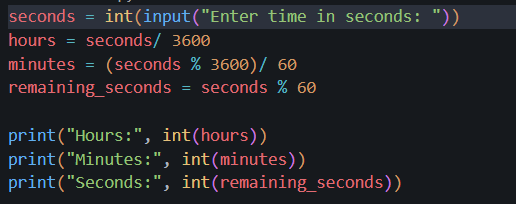 seconds = int(input("Enter time in seconds: "))
hours = seconds/ 3600
minutes = (seconds % 3600)/ 60
remaining_seconds = seconds % 60
print("Hours:", int(hours))
print("Minutes:", int(minutes))
print("Seconds:", int(remaining_seconds))